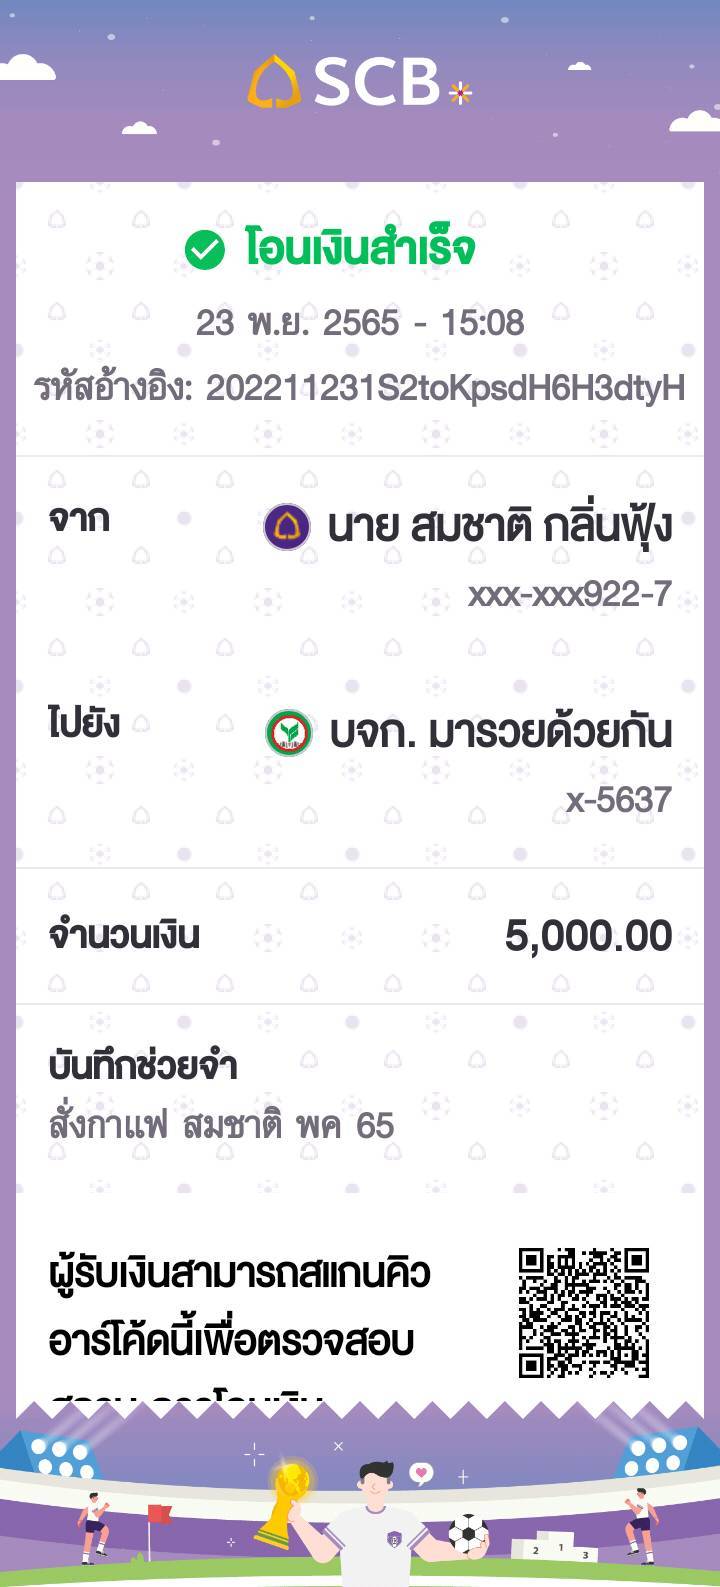 SCB
โอนเงินสำเร็จ
23 พ.ย. 2565 - 15:08
รหัสอ้างอิง: 202211231S2toKpsdH6H3dtyH
จาก
นาย สมชาติ กลิ่นฟุ้ง
xxx-xxx922-7
ไปยัง
บจก. มารวยด้วยกัน
x-5637
จำนวนเงิน
5,000.00
บันทึกช่วยจำ
สั่งกาแฟ สมชาติ พค 65
ผู้รับเงินสามารถสแกนคิว
อาร์โค้ดนี้เพื่อตรวจสอบ
2 1 3